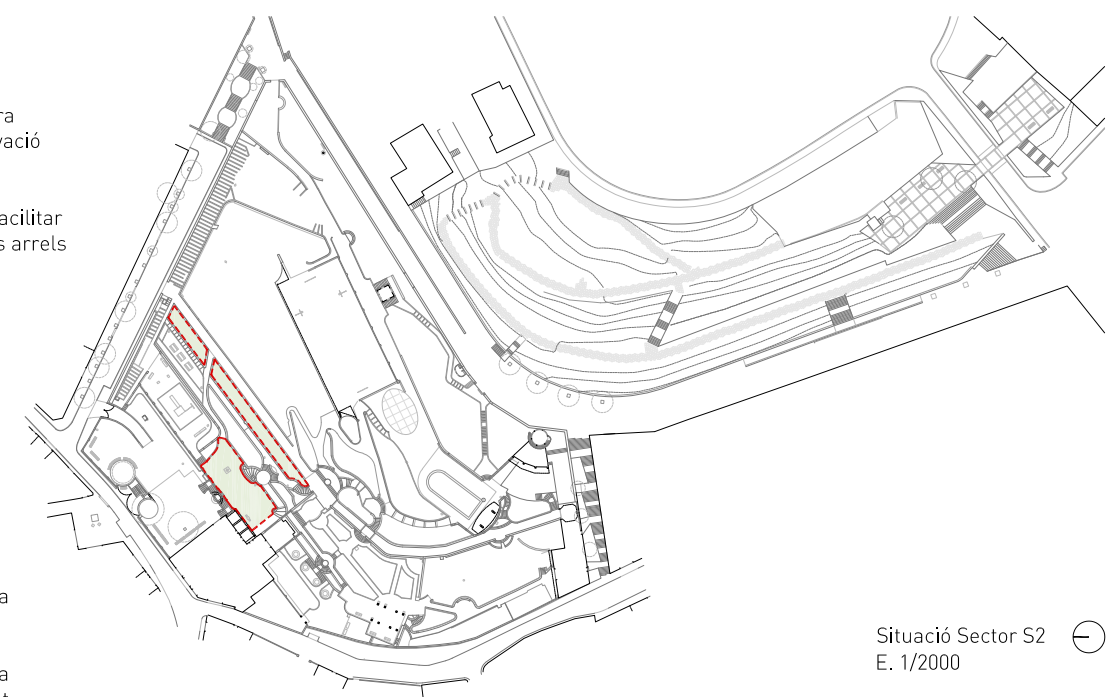 ra
vació
acilitar
s arrels
a
a
Situació Sector S2
E. 1/2000